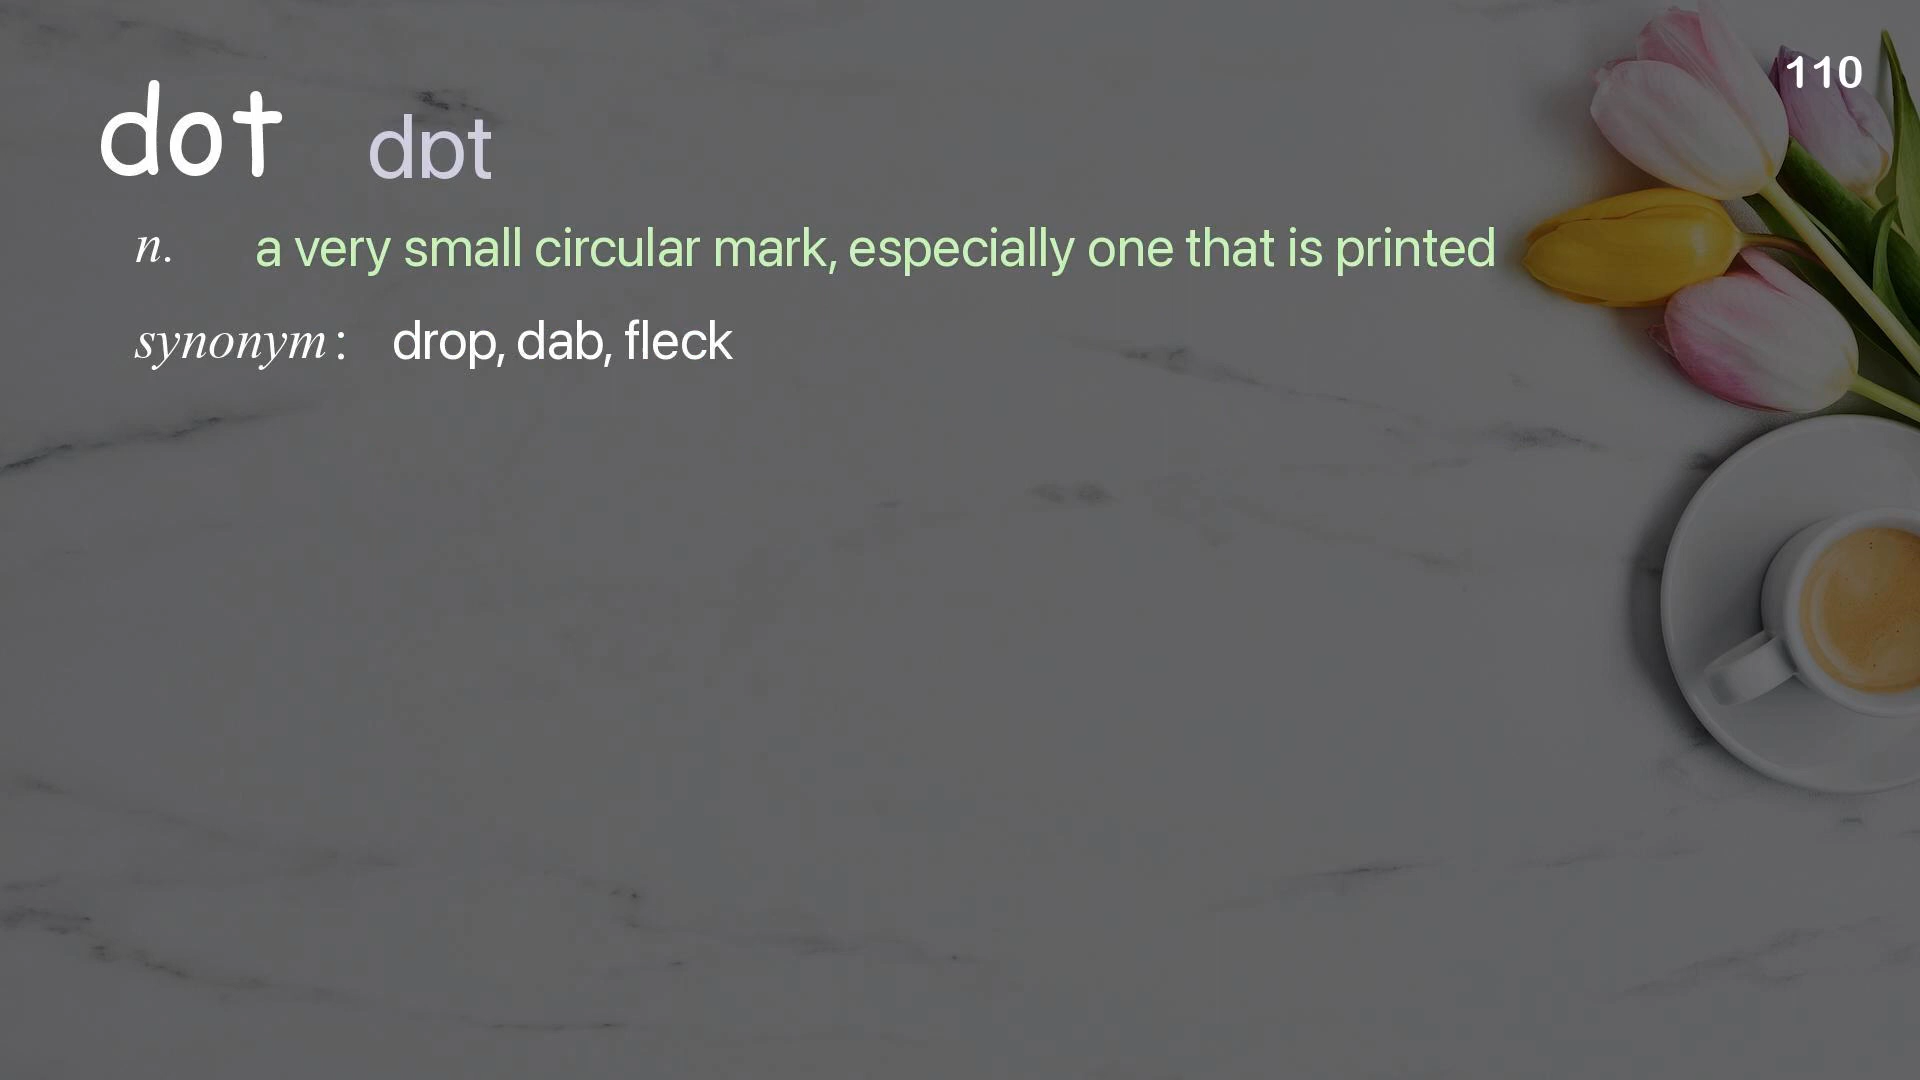 110
dot dɒt
n. a very small circular mark, especially one that is printed
synonym: drop, dab, fleck